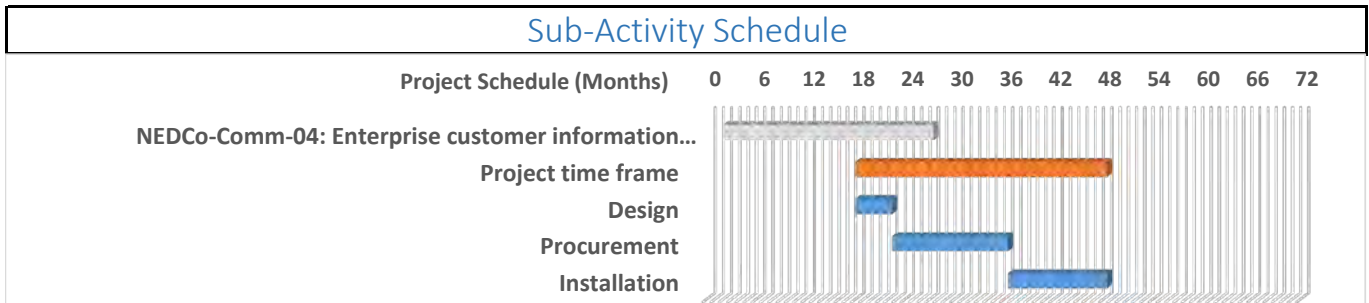 Sub-Activity Schedule
Project Schedule (Months) 0 6 12 18 24 30 36 42 48 54 60 66 72
NEDCo-Comm-04: Enterprise customer information…
Project time frame
Design
Procurement
Installation